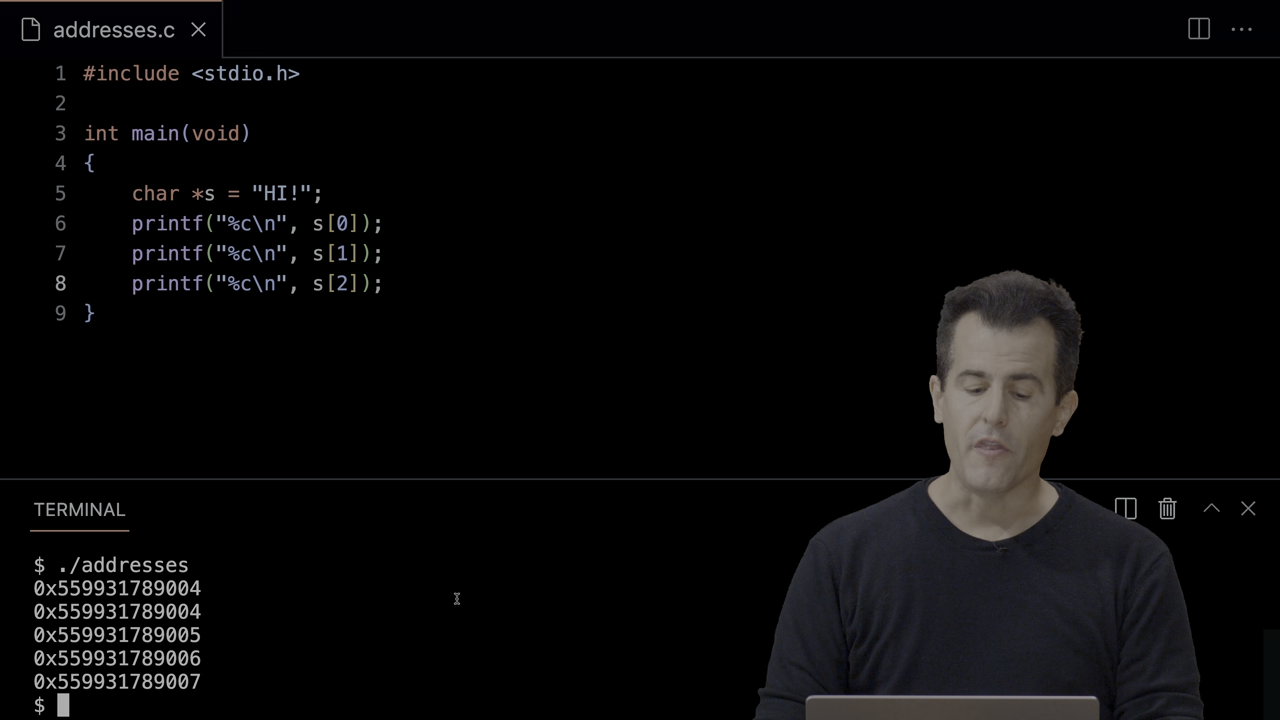 addresses.c
1 #include <stdio.h>
2
3 int main(void)
4 {
5     char *s = "HI!";
6     printf("%c\n", s[0]);
7     printf("%c\n", s[1]);
8     printf("%c\n", s[2]);
9 }
TERMINAL
$ ./addresses
0x559931789004
0x559931789004
0x559931789005
0x559931789006
0x559931789007
$